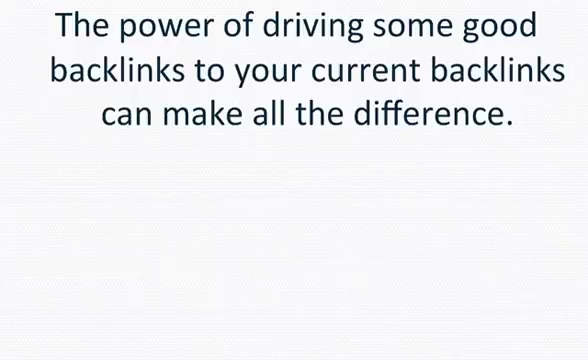 The power of driving some good
backlinks to your current backlinks
can make all the difference.